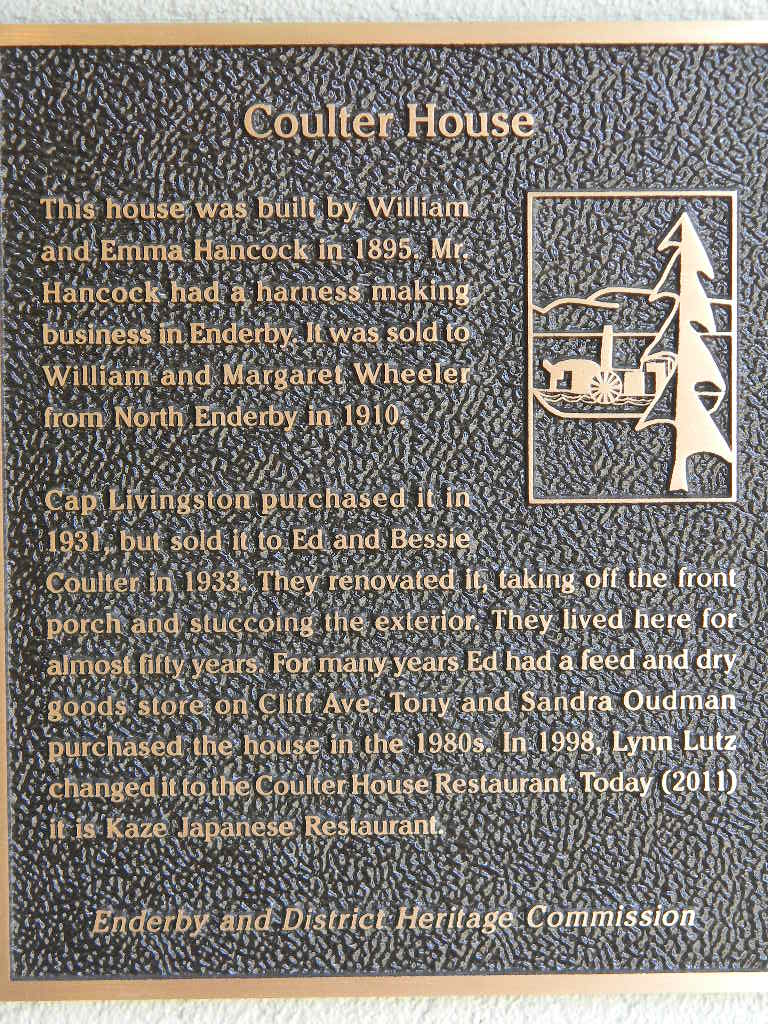 Coulter House
This house was built by William
and Emma Hancock in 1895. Mr.
Hancock had a harness making
business in Enderby. It was sold to
William and Margaret Wheeler
from North Enderby in 1910.
Cap Livingston purchased it in
1931, but sold it to Ed and Bessie
Coulter in 1933. They renovated it, taking off the front
porch and stuccoing the exterior. They lived here for
almost fifty years. For many years Ed had a feed and dry
goods store on Cliff Ave. Tony and Sandra Oudman
purchased the house in the 1980s. In 1998, Lynn Lutz
changed it to the Coulter House Restaurant. Today (2011)
it is Kaze Japanese Restaurant.
Enderby and District Heritage Commission